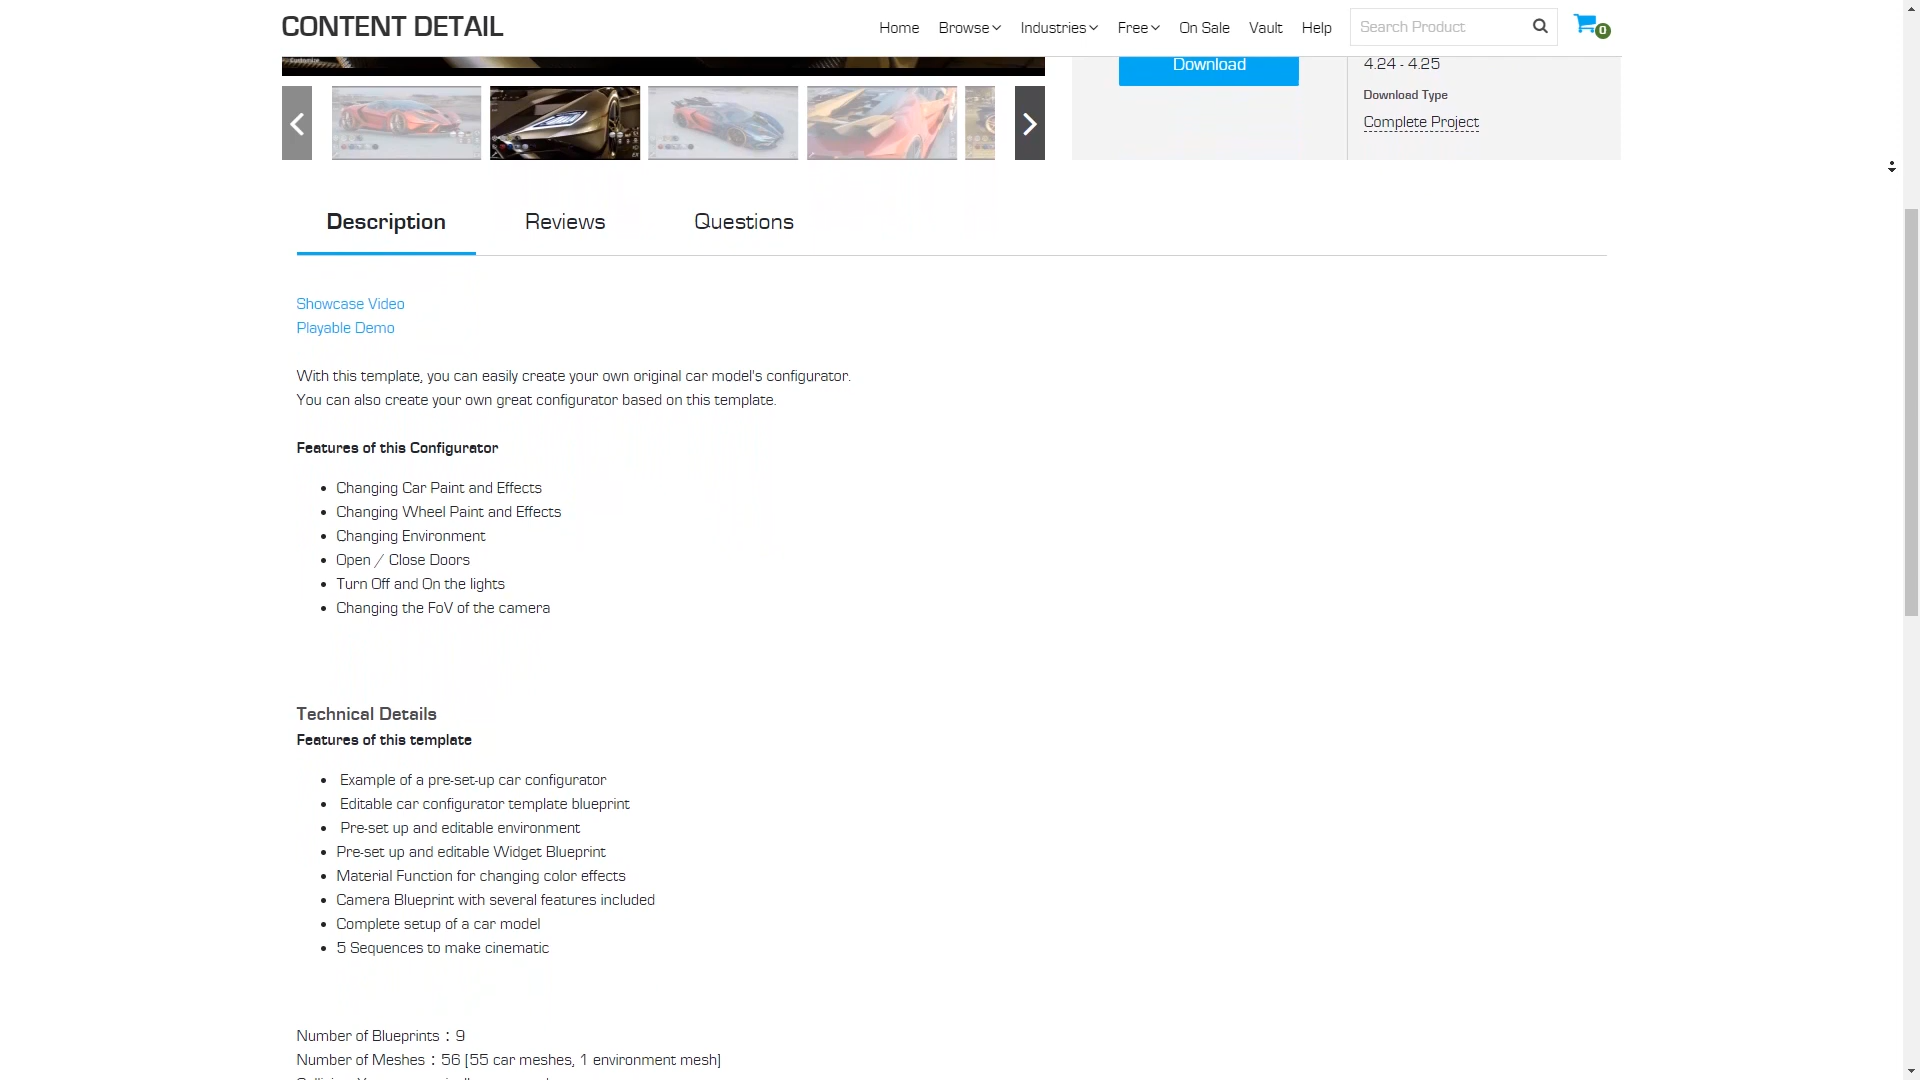 CONTENT DETAIL
Home Browse Industries Free On Sale Vault Help Search Product 0
Customize
Download
4.24 - 4.25
Download Type
Complete Project
Description Reviews Questions
Showcase Video
Playable Demo
With this template, you can easily create your own original car model's configurator.
You can also create your own great configurator based on this template.
Features of this Configurator
• Changing Car Paint and Effects
• Changing Wheel Paint and Effects
• Changing Environment
• Open / Close Doors
• Turn Off and On the lights
• Changing the FoV of the camera
Technical Details
Features of this template
• Example of a pre-set-up car configurator
• Editable car configurator template blueprint
• Pre-set up and editable environment
• Pre-set up and editable Widget Blueprint
• Material Function for changing color effects
• Camera Blueprint with several features included
• Complete setup of a car model
• 5 Sequences to make cinematic
Number of Blueprints : 9
Number of Meshes : 56 [55 car meshes, 1 environment mesh]